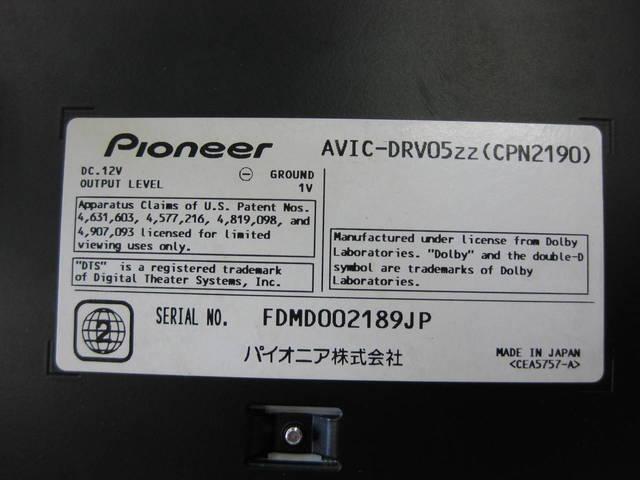 Pioneer AVIC-DRV05zz(CPN2190)
DC.12V ⊖ GROUND
OUTPUT LEVEL 1V
Apparatus Claims of U.S. Patent Nos.
4,631,603, 4,577,216, 4,819,098, and
4,907,093 licensed for limited
viewing uses only.
"DTS" is a registered trademark
of Digital Theater Systems, Inc.
Manufactured under license from Dolby
Laboratories. "Dolby" and the double-D
symbol are trademarks of Dolby
Laboratories.
2
SERIAL NO. FDMD002189JP
パイオニア株式会社
MADE IN JAPAN
<CEA5757-A>